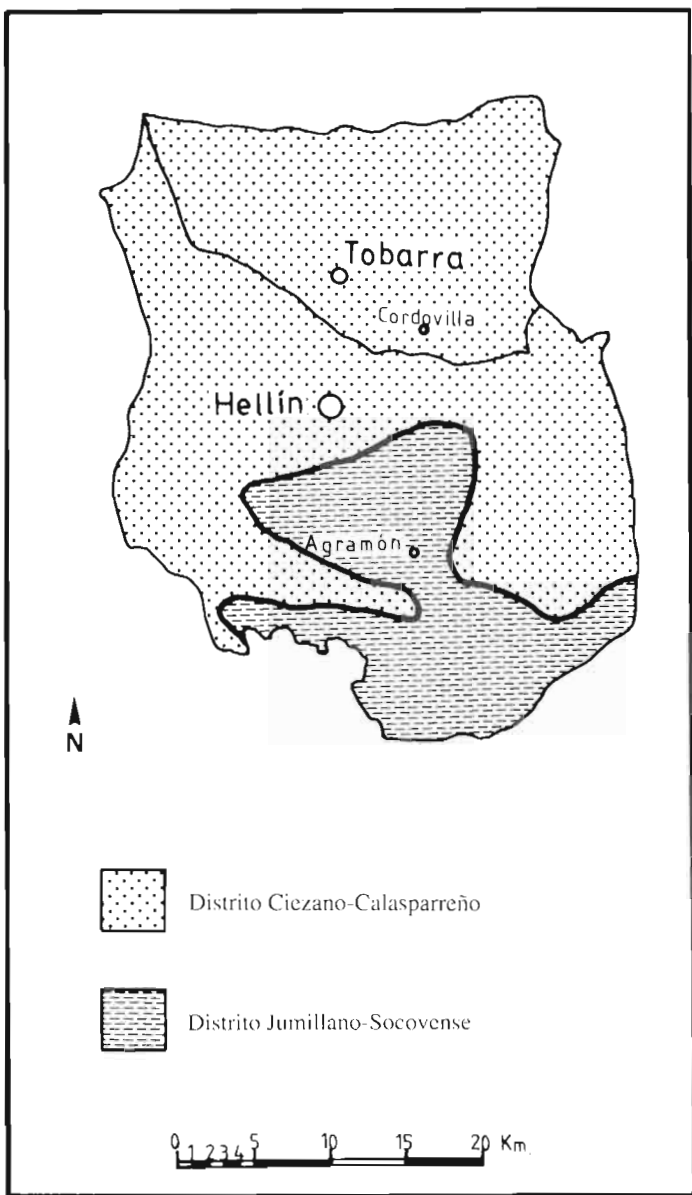 Tobarra
Cordovilla
Hellín
Agramón
N
Distrito Ciezano-Calasparreño
Distrito Jumillano-Socovense
0 1 2 3 4 5 10 15 20 Km.